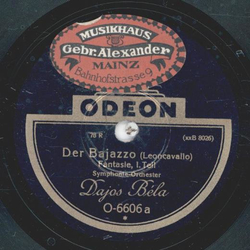 MUSIKHAUS
Gebr. Alexander
MAINZ
Bahnhofstrasse 9
ODEON
78 R
(xxB 8026)
Der Bajazzo (Leoncavallo)
Fantasie, I. Teil
Symphonie-Orchester
Dajos Béla
O-6606a